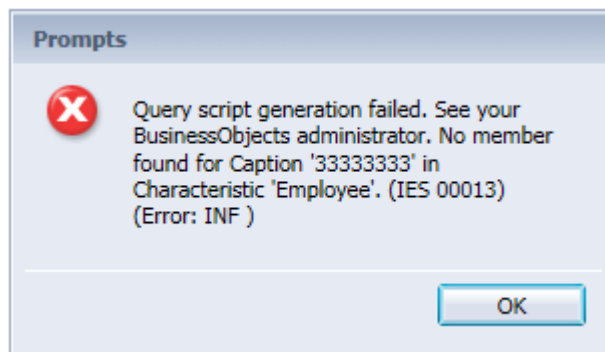 Prompts
Query script generation failed. See your
BusinessObjects administrator. No member
found for Caption '33333333' in
Characteristic 'Employee'. (IES 00013)
(Error: INF )
OK